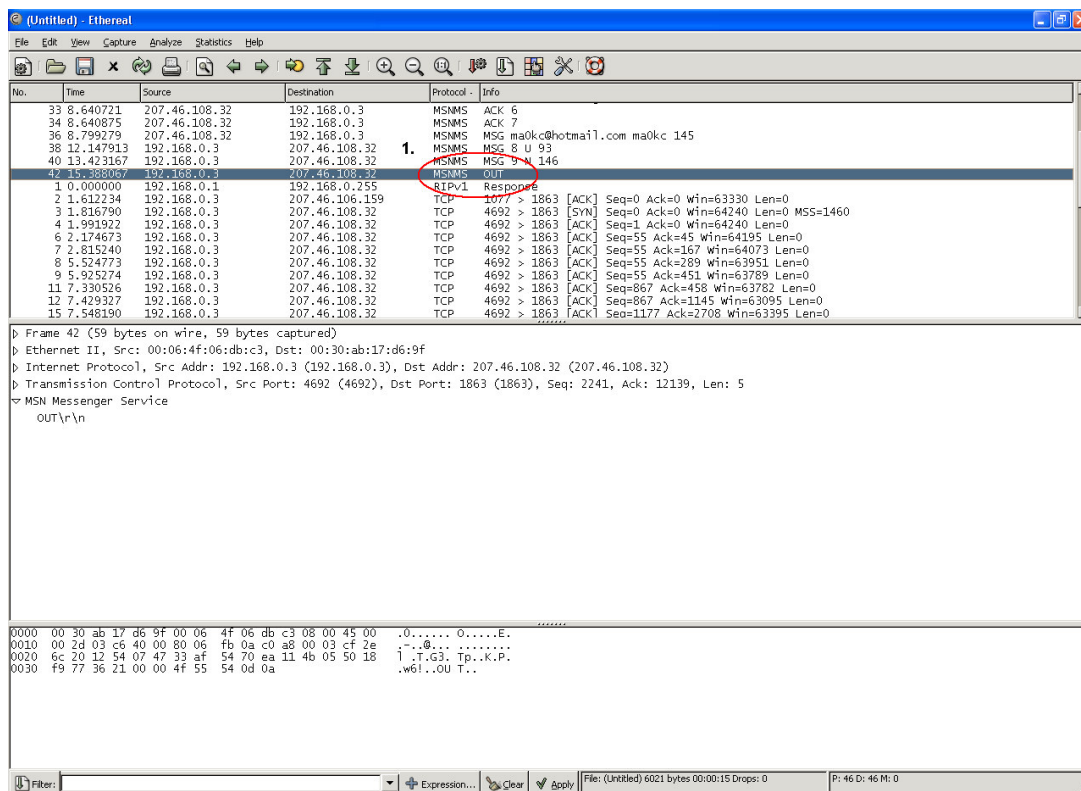 (Untitled) - Ethereal
File Edit View Capture Analyze Statistics Help
No. Time Source Destination Protocol Info
33 8.640721 207.46.108.32 192.168.0.3 MSNMS ACK 6
34 8.640875 207.46.108.32 192.168.0.3 MSNMS ACK 7
36 8.799279 207.46.108.32 192.168.0.3 MSNMS MSG ma0kc@hotmail.com ma0kc 145
38 12.147913 192.168.0.3 207.46.108.32 1. MSNMS MSG 8 U 93
40 13.423167 192.168.0.3 207.46.108.32 MSNMS MSG 9 N 146
42 15.388067 192.168.0.3 207.46.108.32 MSNMS OUT
1 0.000000 192.168.0.1 192.168.0.255 RIPv1 Response
2 1.612234 192.168.0.3 207.46.106.159 TCP 1077 > 1863 [ACK] Seq=0 Ack=0 Win=63330 Len=0
3 1.816790 192.168.0.3 207.46.108.32 TCP 4692 > 1863 [SYN] Seq=0 Ack=0 Win=64240 Len=0 MSS=1460
4 1.991922 192.168.0.3 207.46.108.32 TCP 4692 > 1863 [ACK] Seq=1 Ack=0 Win=64240 Len=0
6 2.174673 192.168.0.3 207.46.108.32 TCP 4692 > 1863 [ACK] Seq=55 Ack=45 Win=64195 Len=0
7 2.815240 192.168.0.3 207.46.108.32 TCP 4692 > 1863 [ACK] Seq=55 Ack=167 Win=64073 Len=0
8 5.524773 192.168.0.3 207.46.108.32 TCP 4692 > 1863 [ACK] Seq=55 Ack=289 Win=63951 Len=0
9 5.925274 192.168.0.3 207.46.108.32 TCP 4692 > 1863 [ACK] Seq=55 Ack=451 Win=63789 Len=0
11 7.330526 192.168.0.3 207.46.108.32 TCP 4692 > 1863 [ACK] Seq=867 Ack=458 Win=63782 Len=0
12 7.429327 192.168.0.3 207.46.108.32 TCP 4692 > 1863 [ACK] Seq=867 Ack=1145 Win=63095 Len=0
15 7.548190 192.168.0.3 207.46.108.32 TCP 4692 > 1863 [ACK] Seq=1177 Ack=2708 Win=63395 Len=0
Frame 42 (59 bytes on wire, 59 bytes captured)
Ethernet II, Src: 00:06:4f:06:db:c3, Dst: 00:30:ab:17:d6:9f
Internet Protocol, Src Addr: 192.168.0.3 (192.168.0.3), Dst Addr: 207.46.108.32 (207.46.108.32)
Transmission Control Protocol, Src Port: 4692 (4692), Dst Port: 1863 (1863), Seq: 2241, Ack: 12139, Len: 5
MSN Messenger Service
OUT\r\n
0000 00 30 ab 17 d6 9f 00 06 4f 06 db c3 08 00 45 00 .0...... O.....E.
0010 00 2d 03 c6 40 00 80 06 fb 0a c0 a8 00 03 cf 2e .-..@... ........
0020 6c 20 12 54 07 47 33 af 54 70 ea 11 4b 05 50 18 l .T.G3. Tp..K.P.
0030 f9 77 36 21 00 00 4f 55 54 0d 0a .w6!..OU T..
Filter: Expression... Clear Apply File: (Untitled) 6021 bytes 00:00:15 Drops: 0 P: 46 D: 46 M: 0